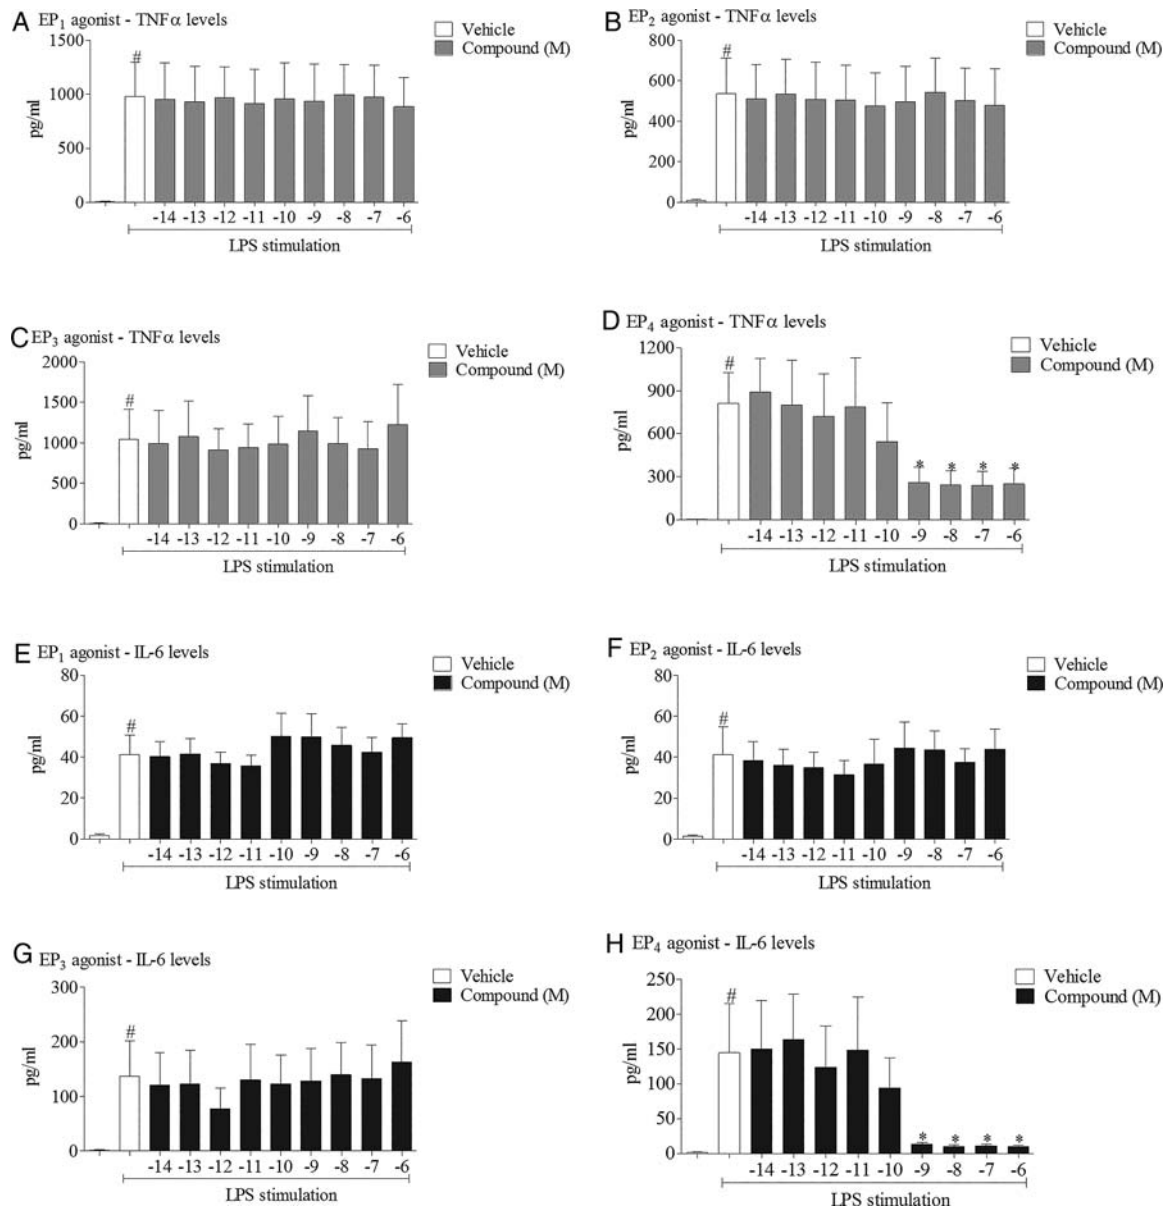 A EP1 agonist - TNFα levels
Vehicle
Compound (M)
1500
#
1000
pg/ml
500
0
-14 -13 -12 -11 -10 -9 -8 -7 -6
LPS stimulation
B EP2 agonist - TNFα levels
Vehicle
Compound (M)
800
#
600
pg/ml
400
200
0
-14 -13 -12 -11 -10 -9 -8 -7 -6
LPS stimulation
C EP3 agonist - TNFα levels
Vehicle
Compound (M)
2000
1500
#
pg/ml
1000
500
0
-14 -13 -12 -11 -10 -9 -8 -7 -6
LPS stimulation
D EP4 agonist - TNFα levels
Vehicle
Compound (M)
1200
#
900
pg/ml
600
300
* * * *
0
-14 -13 -12 -11 -10 -9 -8 -7 -6
LPS stimulation
E EP1 agonist - IL-6 levels
Vehicle
Compound (M)
80
60
#
pg/ml
40
20
0
-14 -13 -12 -11 -10 -9 -8 -7 -6
LPS stimulation
F EP2 agonist - IL-6 levels
Vehicle
Compound (M)
80
60
#
pg/ml
40
20
0
-14 -13 -12 -11 -10 -9 -8 -7 -6
LPS stimulation
G EP3 agonist - IL-6 levels
Vehicle
Compound (M)
300
#
200
pg/ml
100
0
-14 -13 -12 -11 -10 -9 -8 -7 -6
LPS stimulation
H EP4 agonist - IL-6 levels
Vehicle
Compound (M)
250
#
200
150
pg/ml
100
50
* * * *
0
-14 -13 -12 -11 -10 -9 -8 -7 -6
LPS stimulation